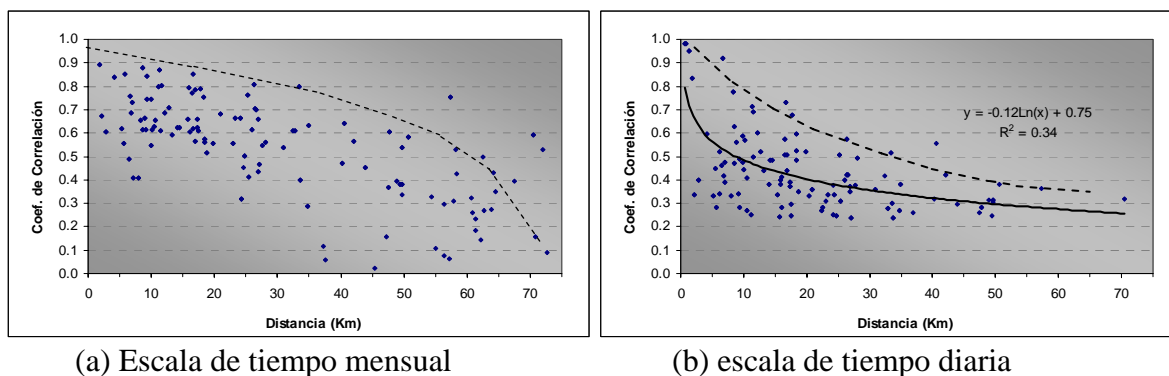 1.0
0.9
0.8
0.7
0.6
0.5
0.4
0.3
0.2
0.1
0.0
Coef. de Correlación
0 10 20 30 40 50 60 70
Distancia (Km)
(a) Escala de tiempo mensual
1.0
0.9
0.8
0.7
0.6
0.5
0.4
0.3
0.2
0.1
0.0
Coef. de Correlación
y = -0.12Ln(x) + 0.75
R² = 0.34
0 10 20 30 40 50 60 70
Distancia (Km)
(b) escala de tiempo diaria